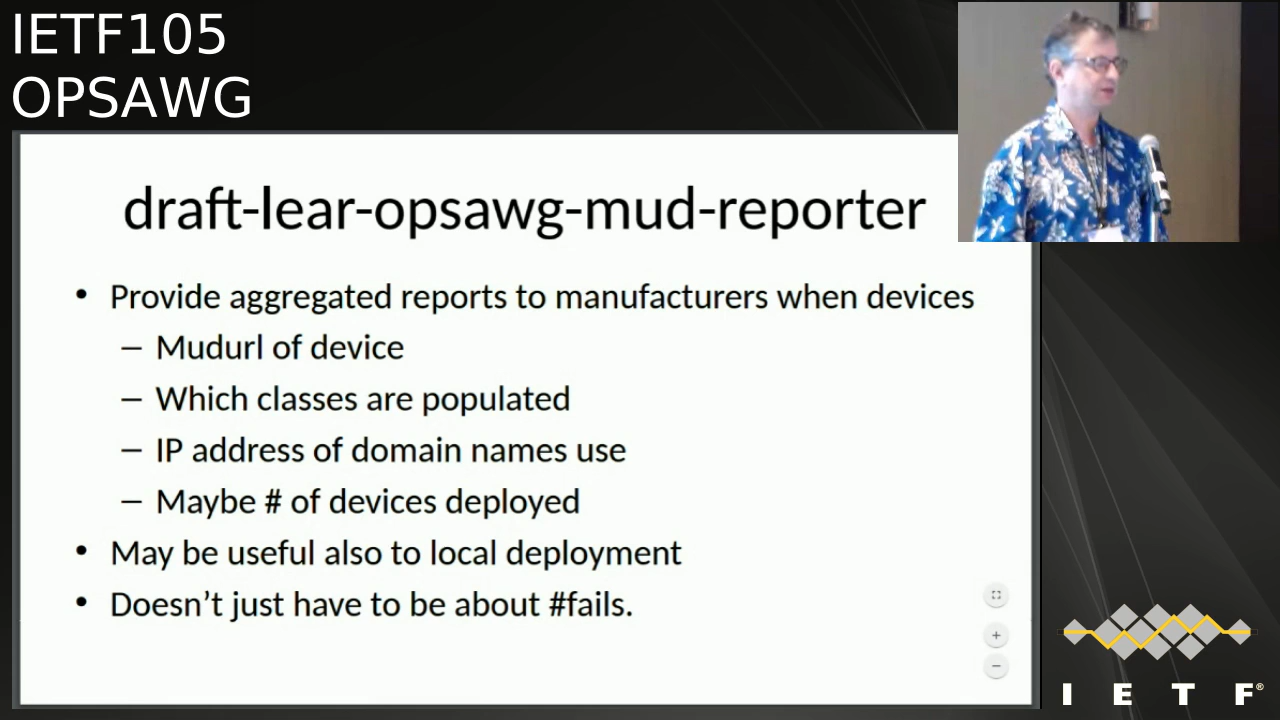 IETF105
OPSAWG
draft-lear-opsawg-mud-reporter
• Provide aggregated reports to manufacturers when devices
– Mudurl of device
– Which classes are populated
– IP address of domain names use
– Maybe # of devices deployed
• May be useful also to local deployment
• Doesn’t just have to be about #fails.
I E T F®